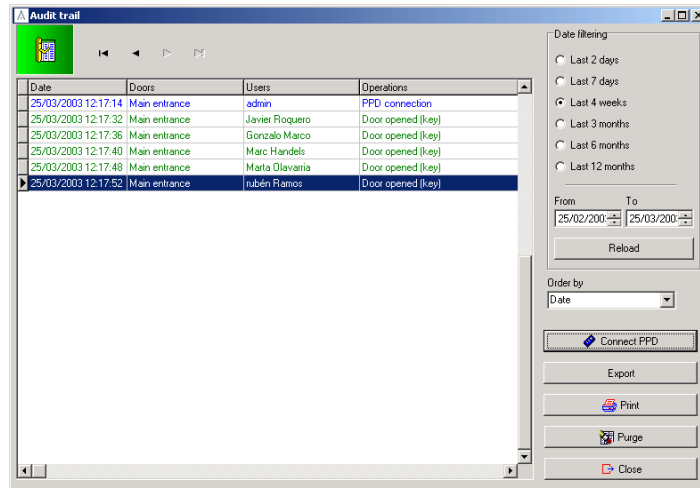 Audit trail
Date Doors Users Operations
25/03/2003 12:17:14 Main entrance admin PPD connection
25/03/2003 12:17:32 Main entrance Javier Roquero Door opened (key)
25/03/2003 12:17:36 Main entrance Gonzalo Marco Door opened (key)
25/03/2003 12:17:40 Main entrance Marc Handels Door opened (key)
25/03/2003 12:17:48 Main entrance Marta Olavarria Door opened (key)
25/03/2003 12:17:52 Main entrance rubén Ramos Door opened (key)
Date filtering
Last 2 days
Last 7 days
Last 4 weeks
Last 3 months
Last 6 months
Last 12 months
From To
25/02/200 25/03/200
Reload
Order by
Date
Connect PPD
Export
Print
Purge
Close